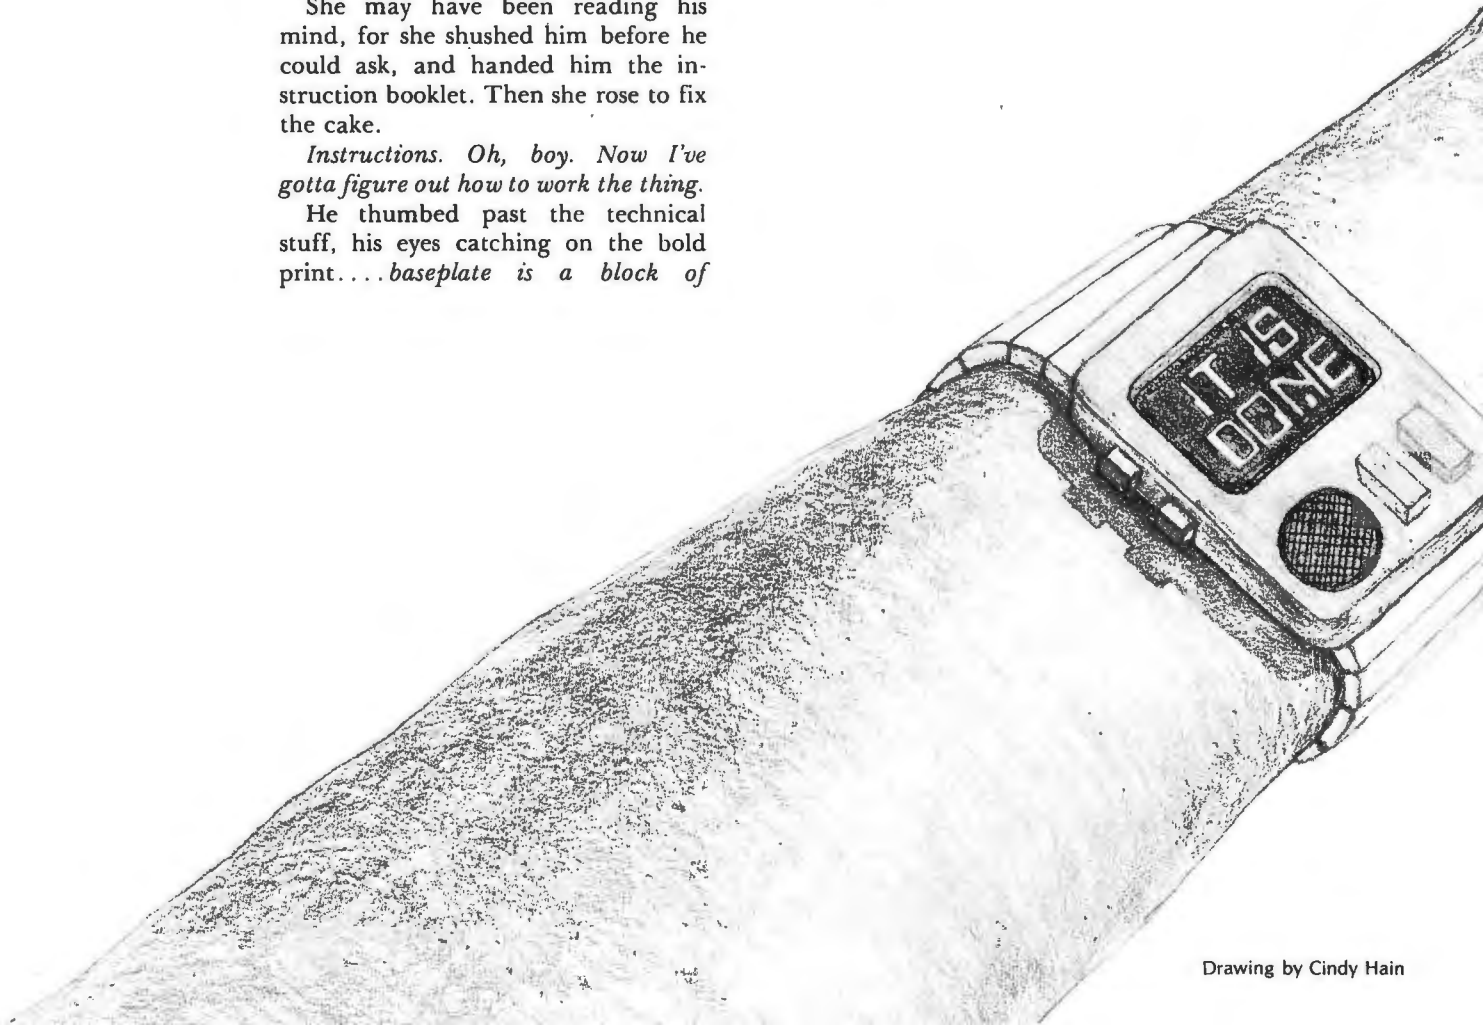 She may have been reading his
mind, for she shushed him before he
could ask, and handed him the in-
struction booklet. Then she rose to fix
the cake.
Instructions. Oh, boy. Now I've
gotta figure out how to work the thing.
He thumbed past the technical
stuff, his eyes catching on the bold
print.... baseplate is a block of
IT IS
DONE
Drawing by Cindy Hain